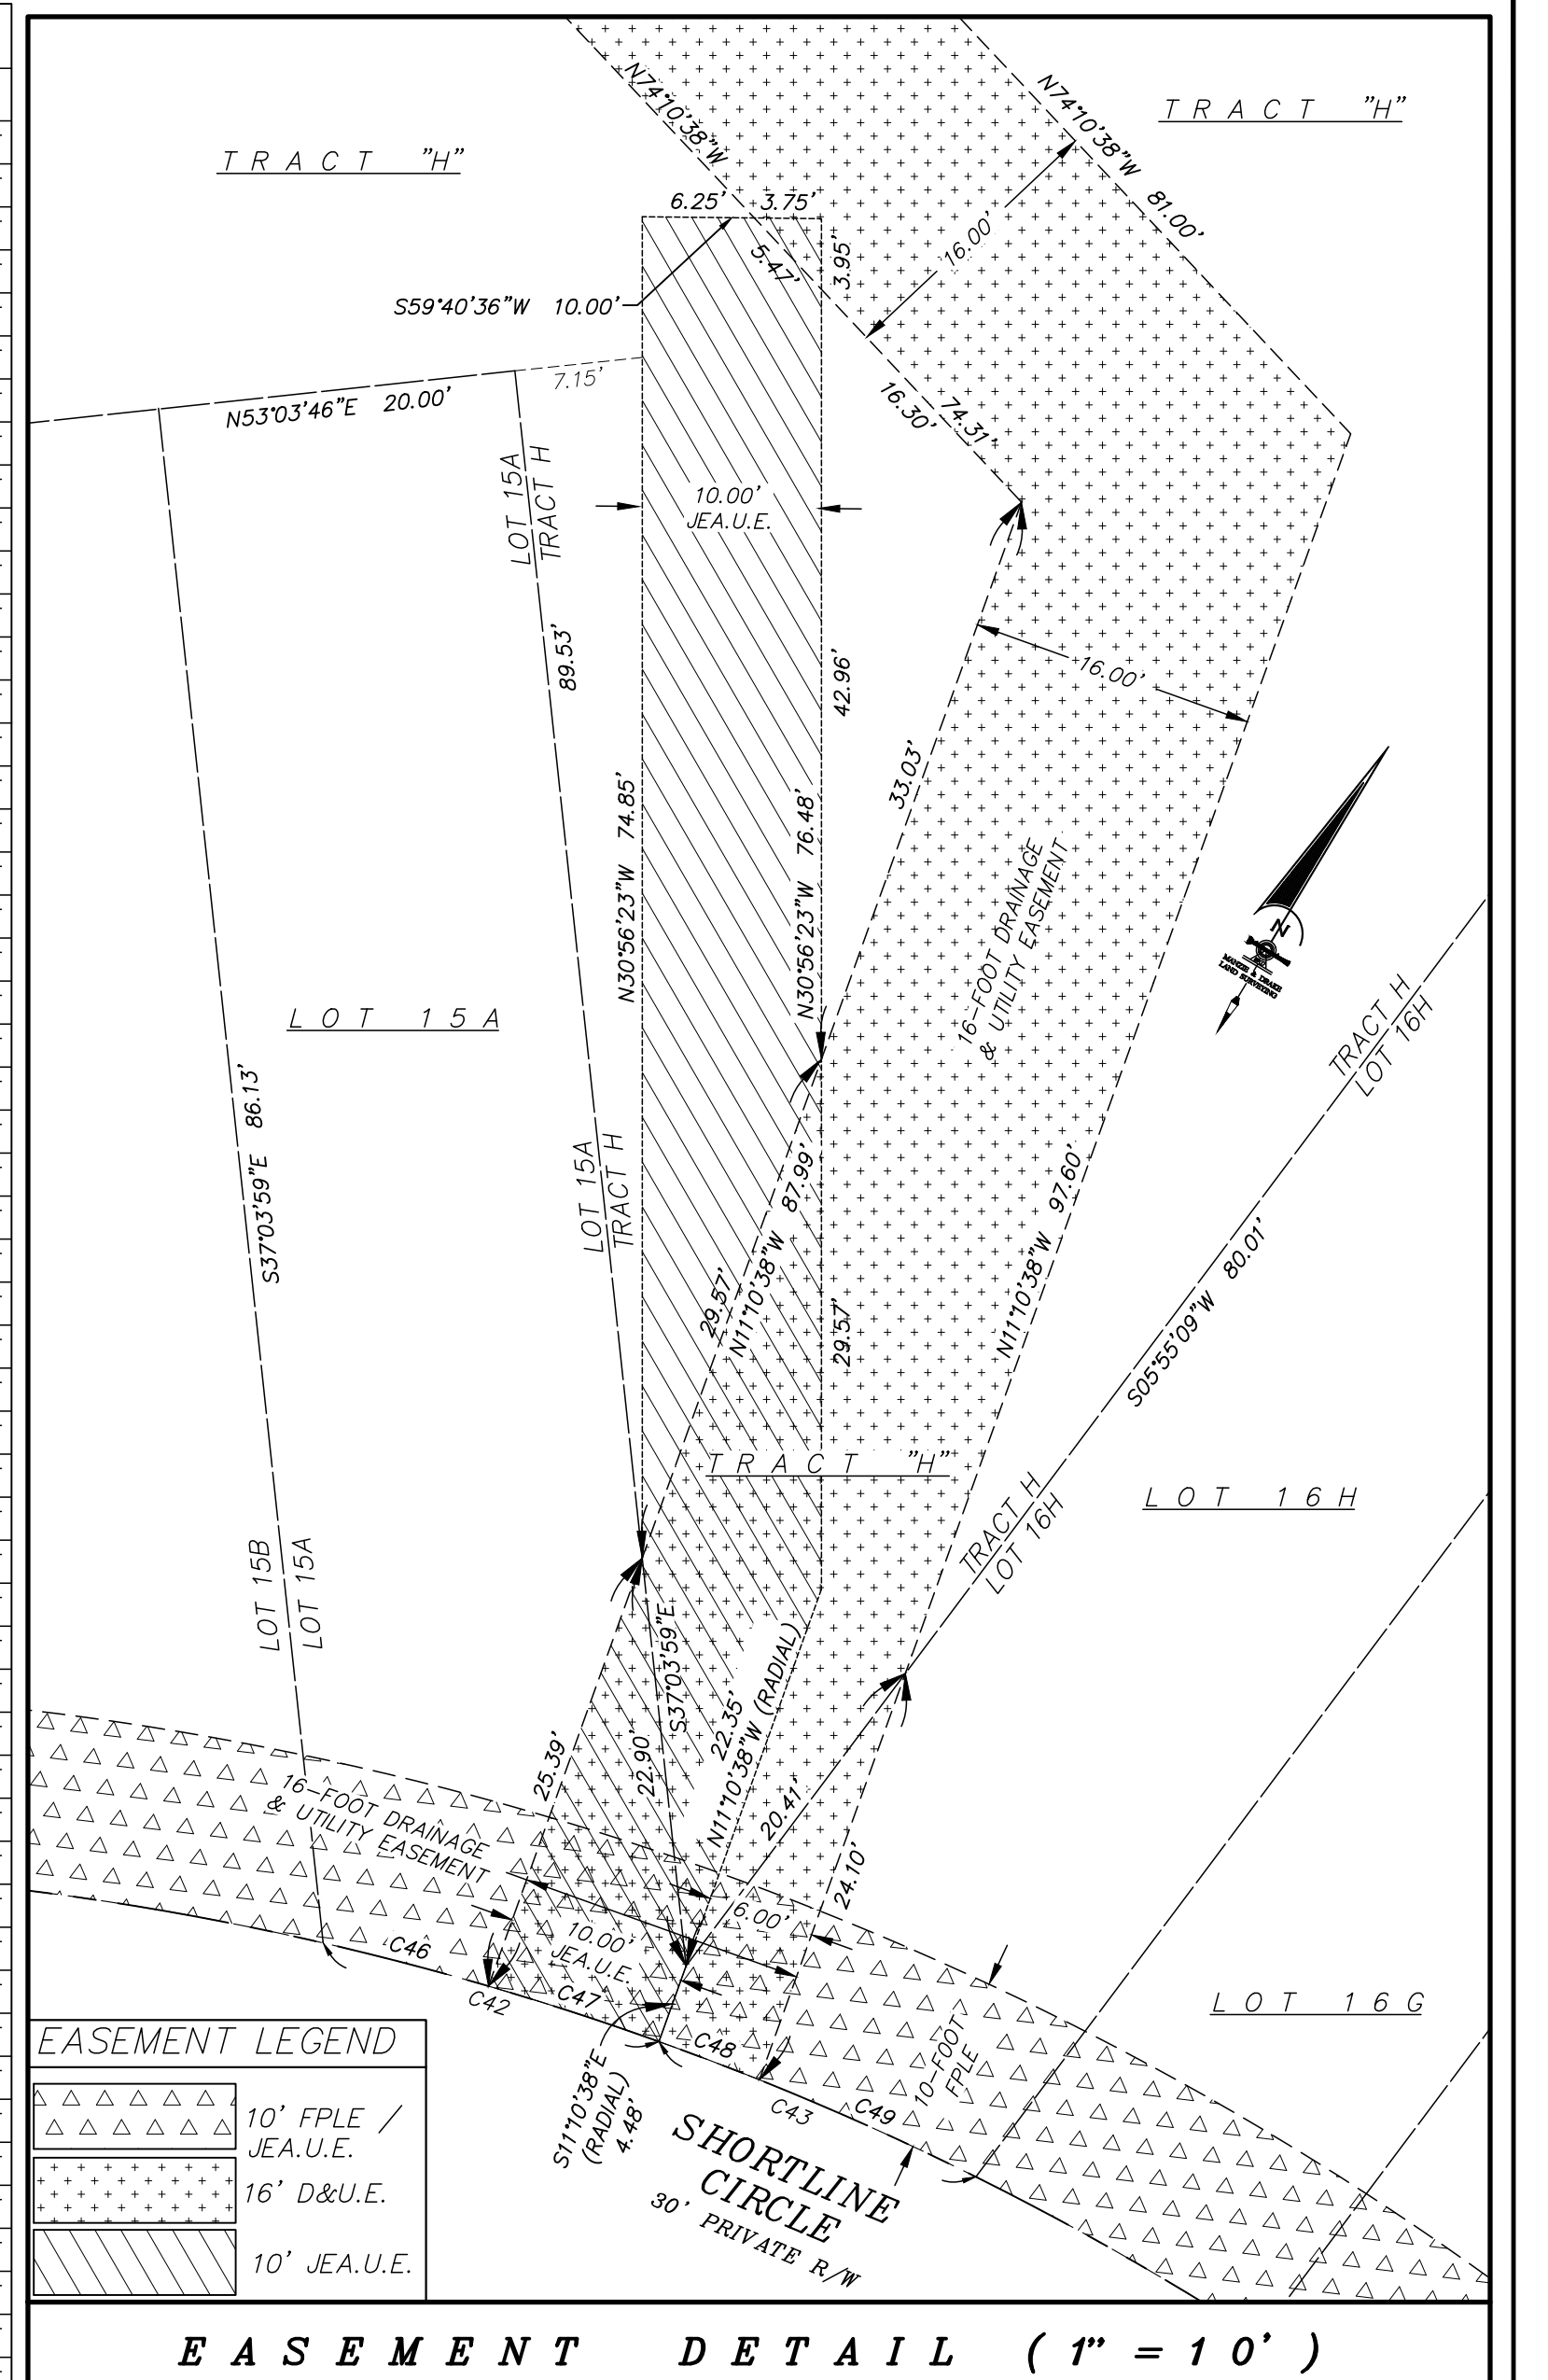 TRACT "H"
TRACT "H"
N74°10'38"W
N74°10'38"W 81.00'
6.25'
3.75'
5.47'
3.95'
16.00'
S59°40'36"W 10.00'
7.15'
N53°03'46"E 20.00'
16.30'
74.31'
LOT 15A
TRACT H
10.00'
JEA.U.E.
89.53'
42.96'
16.00'
33.03'
N30°56'23"W 74.85'
N30°56'23"W 76.48'
16-FOOT DRAINAGE
& UTILITY EASEMENT
N
MANZIE & DRAKE
LAND SURVEYING
TRACT H
LOT 16H
LOT 15A
S37°03'59"E 86.13'
LOT 15A
TRACT H
N11°10'38"W 87.99'
29.57'
29.57'
N11°10'38"W 97.60'
S05°55'09"W 80.01'
TRACT "H"
TRACT H
LOT 16H
LOT 16H
LOT 15B
LOT 15A
S37°03'59"E
22.90'
25.39'
22.35'
N11°10'38"W (RADIAL)
20.41'
24.10'
16-FOOT DRAINAGE
& UTILITY EASEMENT
6.00'
10.00'
JEA.U.E.
C46
C42
C47
C48
C43
C49
10-FOOT
FPLE
LOT 16G
S11°10'38"E
(RADIAL)
4.48'
SHORTLINE
CIRCLE
30' PRIVATE R/W
EASEMENT LEGEND
10' FPLE /
JEA.U.E.
16' D&U.E.
10' JEA.U.E.
EASEMENT DETAIL (1" = 10')